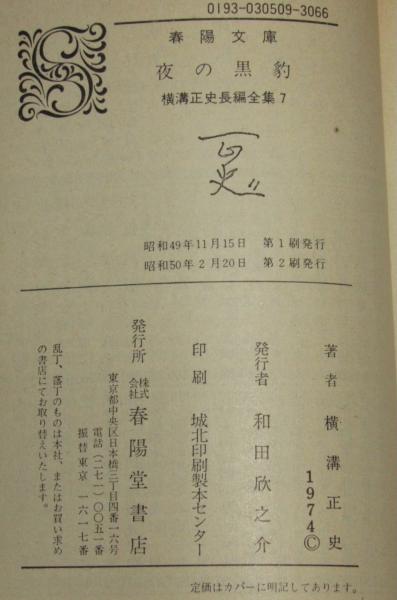 0193-030509-3066
春陽文庫
夜の黒豹
横溝正史長編全集7
正史
昭和49年11月15日 第1刷発行
昭和50年2月20日 第2刷発行
著者 横溝正史
1974©
発行者 和田欣之介
印刷 城北印刷製本センター
発行所 株式会社 春陽堂書店
東京都中央区日本橋三丁目四番一六号
電話(二七一)〇〇五一番
振替東京 一六一七番
乱丁、落丁のものは本社、またはお買い求め
の書店にてお取り替えいたします。
定価はカバーに明記してあります。